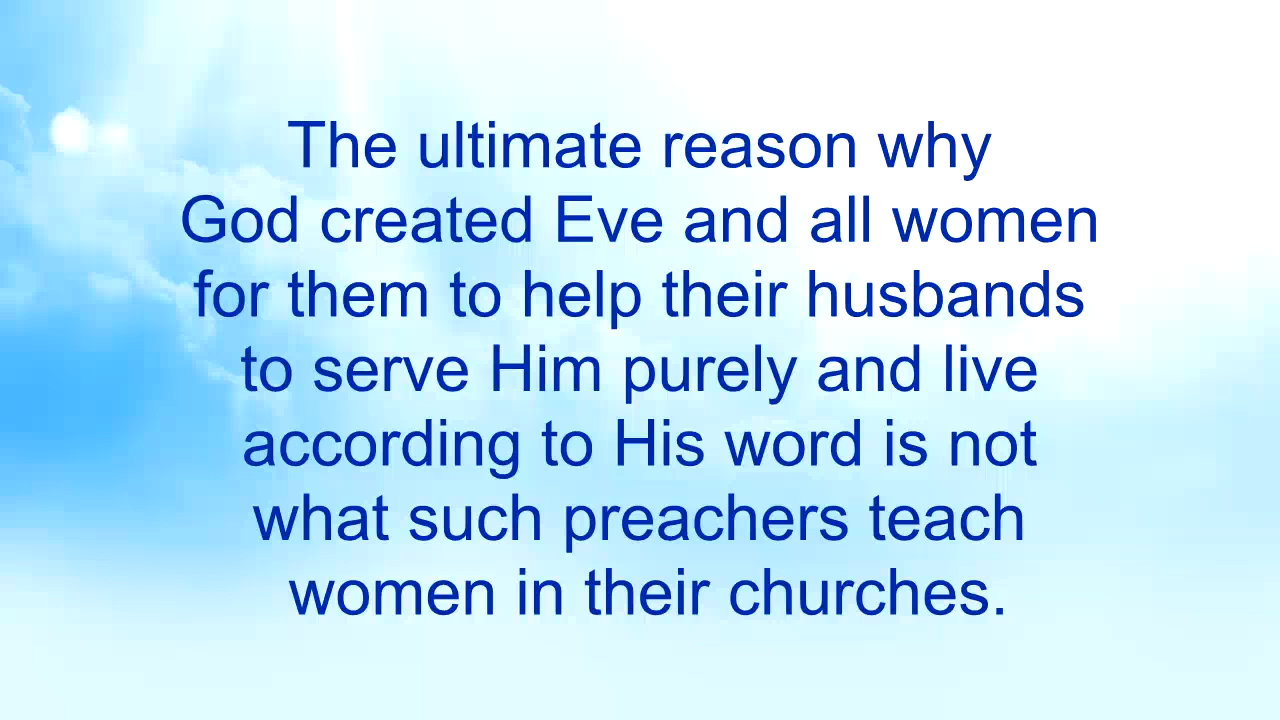 The ultimate reason why
God created Eve and all women
for them to help their husbands
to serve Him purely and live
according to His word is not
what such preachers teach
women in their churches.